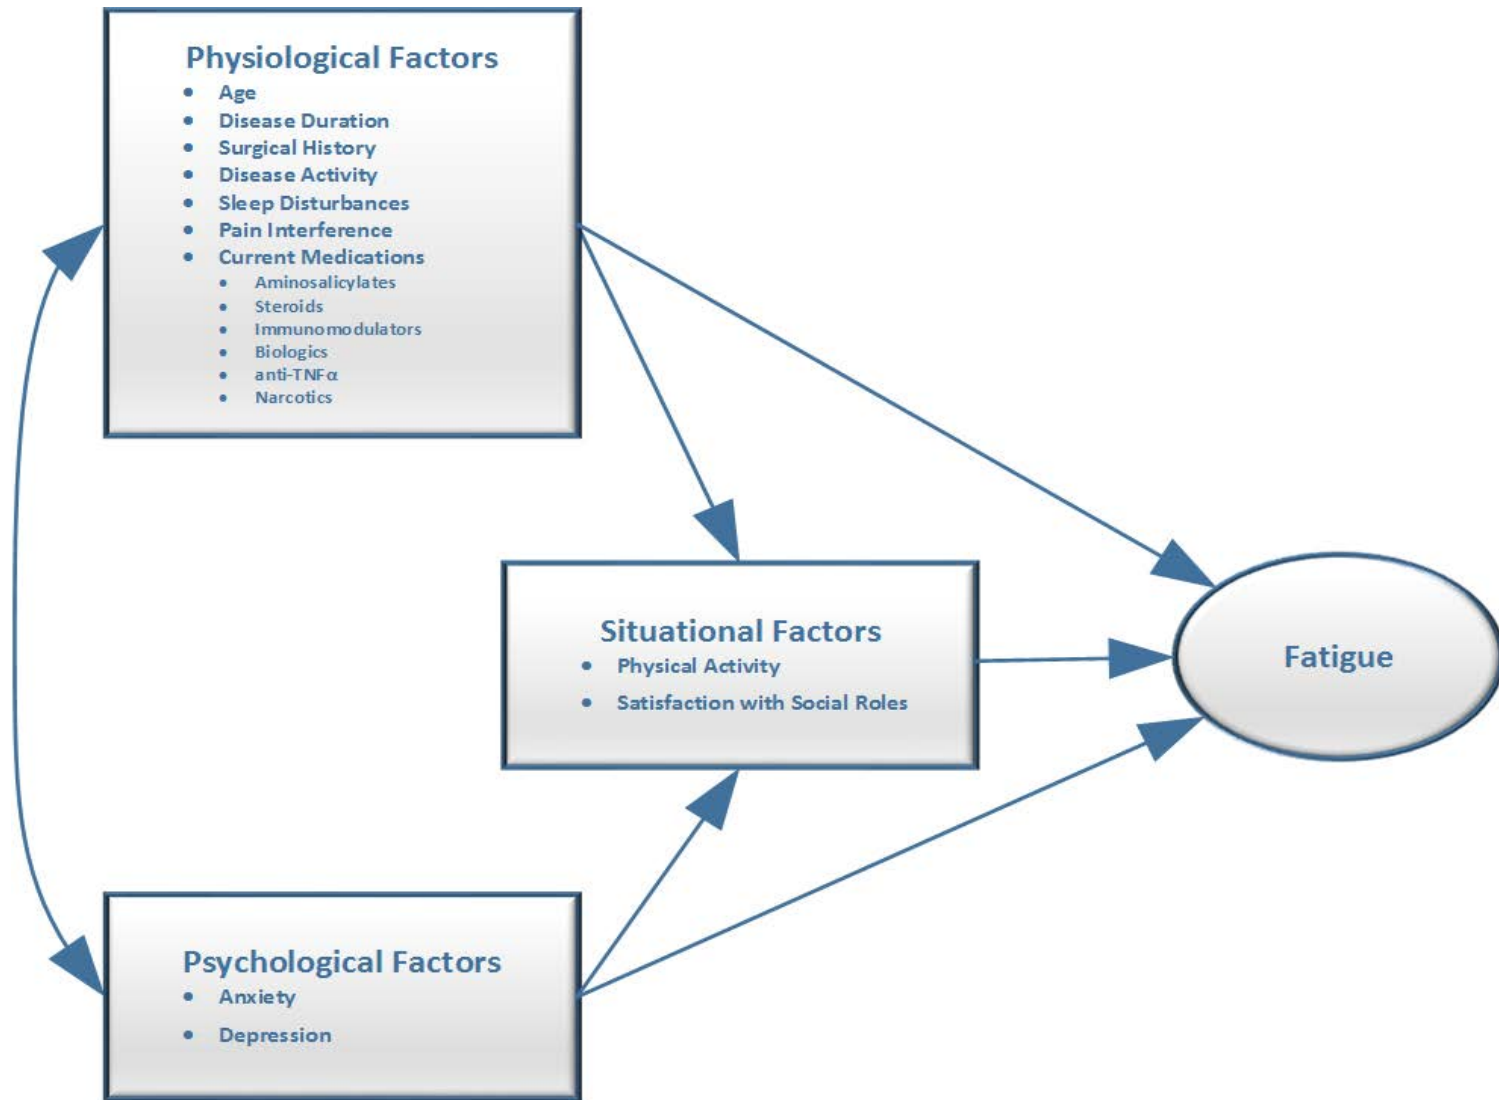 Physiological Factors
• Age
• Disease Duration
• Surgical History
• Disease Activity
• Sleep Disturbances
• Pain Interference
• Current Medications
• Aminosalicylates
• Steroids
• Immunomodulators
• Biologics
• anti-TNFα
• Narcotics
Situational Factors
• Physical Activity
• Satisfaction with Social Roles
Fatigue
Psychological Factors
• Anxiety
• Depression